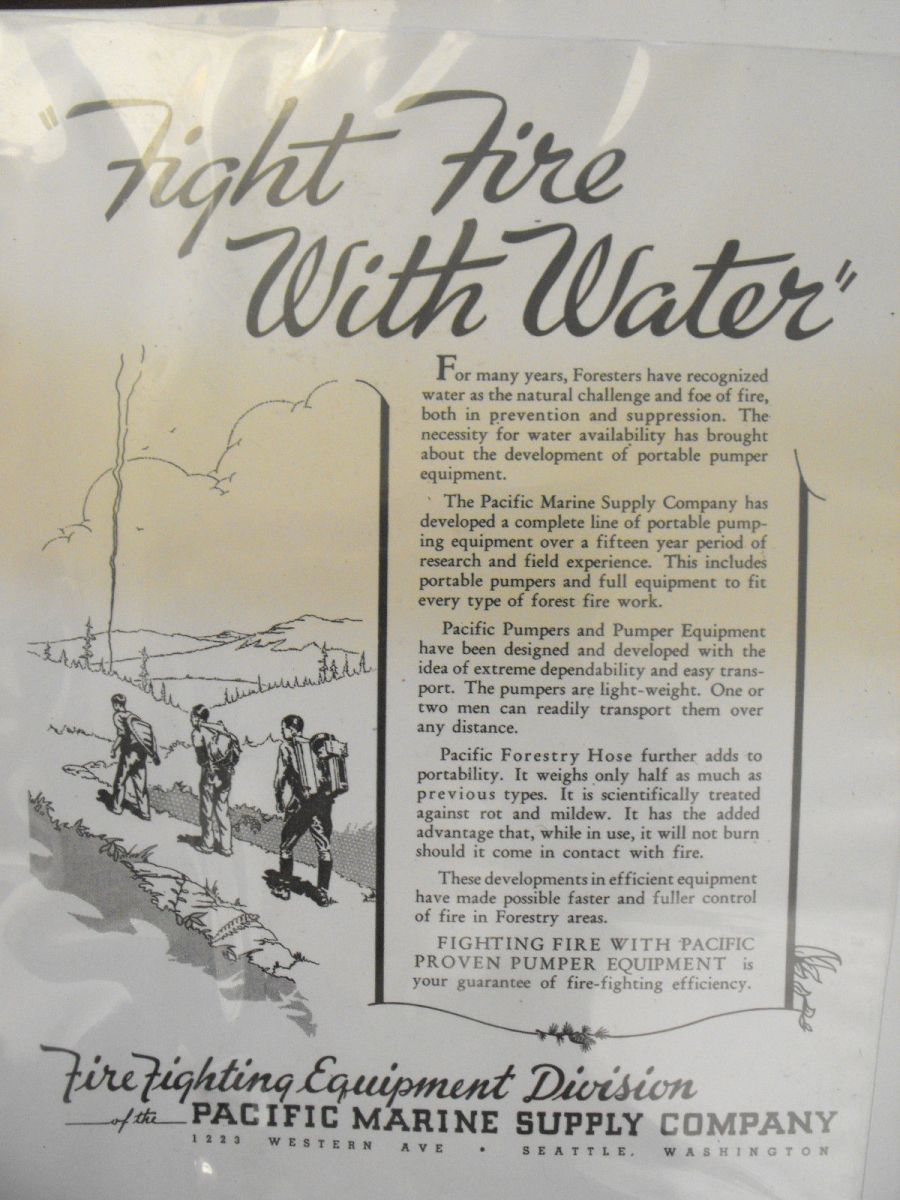 "Fight Fire
With Water"
For many years, Foresters have recognized
water as the natural challenge and foe of fire,
both in prevention and suppression. The
necessity for water availability has brought
about the development of portable pumper
equipment.
The Pacific Marine Supply Company has
developed a complete line of portable pump-
ing equipment over a fifteen year period of
research and field experience. This includes
portable pumpers and full equipment to fit
every type of forest fire work.
Pacific Pumpers and Pumper Equipment
have been designed and developed with the
idea of extreme dependability and easy trans-
port. The pumpers are light-weight. One or
two men can readily transport them over
any distance.
Pacific Forestry Hose further adds to
portability. It weighs only half as much as
previous types. It is scientifically treated
against rot and mildew. It has the added
advantage that, while in use, it will not burn
should it come in contact with fire.
These developments in efficient equipment
have made possible faster and fuller control
of fire in Forestry areas.
FIGHTING FIRE WITH PACIFIC
PROVEN PUMPER EQUIPMENT is
your guarantee of fire-fighting efficiency.
Fire Fighting Equipment Division
of the PACIFIC MARINE SUPPLY COMPANY
1223 WESTERN AVE • SEATTLE, WASHINGTON